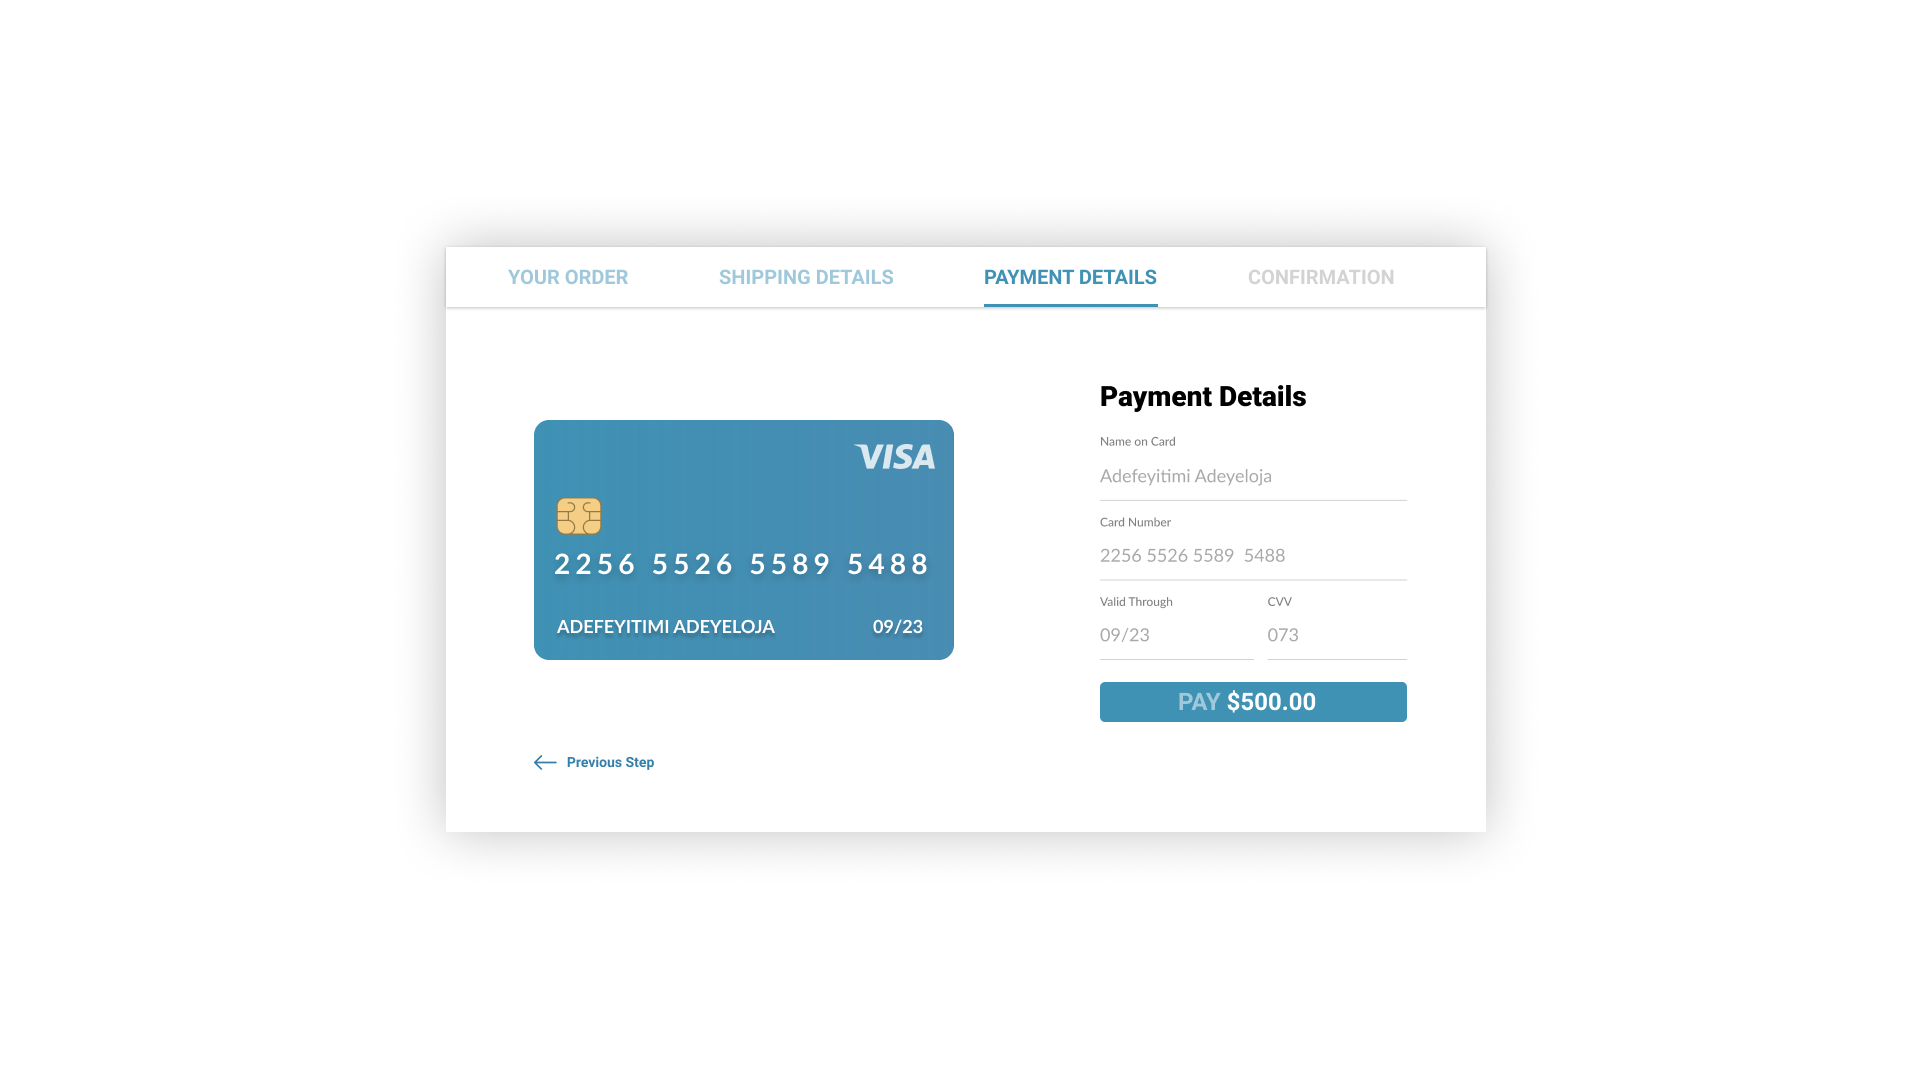 YOUR ORDER
SHIPPING DETAILS
PAYMENT DETAILS
CONFIRMATION
VISA
2256 5526 5589 5488
ADEFEYITIMI ADEYELOJA 09/23
Previous Step
Payment Details
Name on Card
Adefeyitimi Adeyeloja
Card Number
2256 5526 5589 5488
Valid Through CVV
09/23 073
PAY $500.00